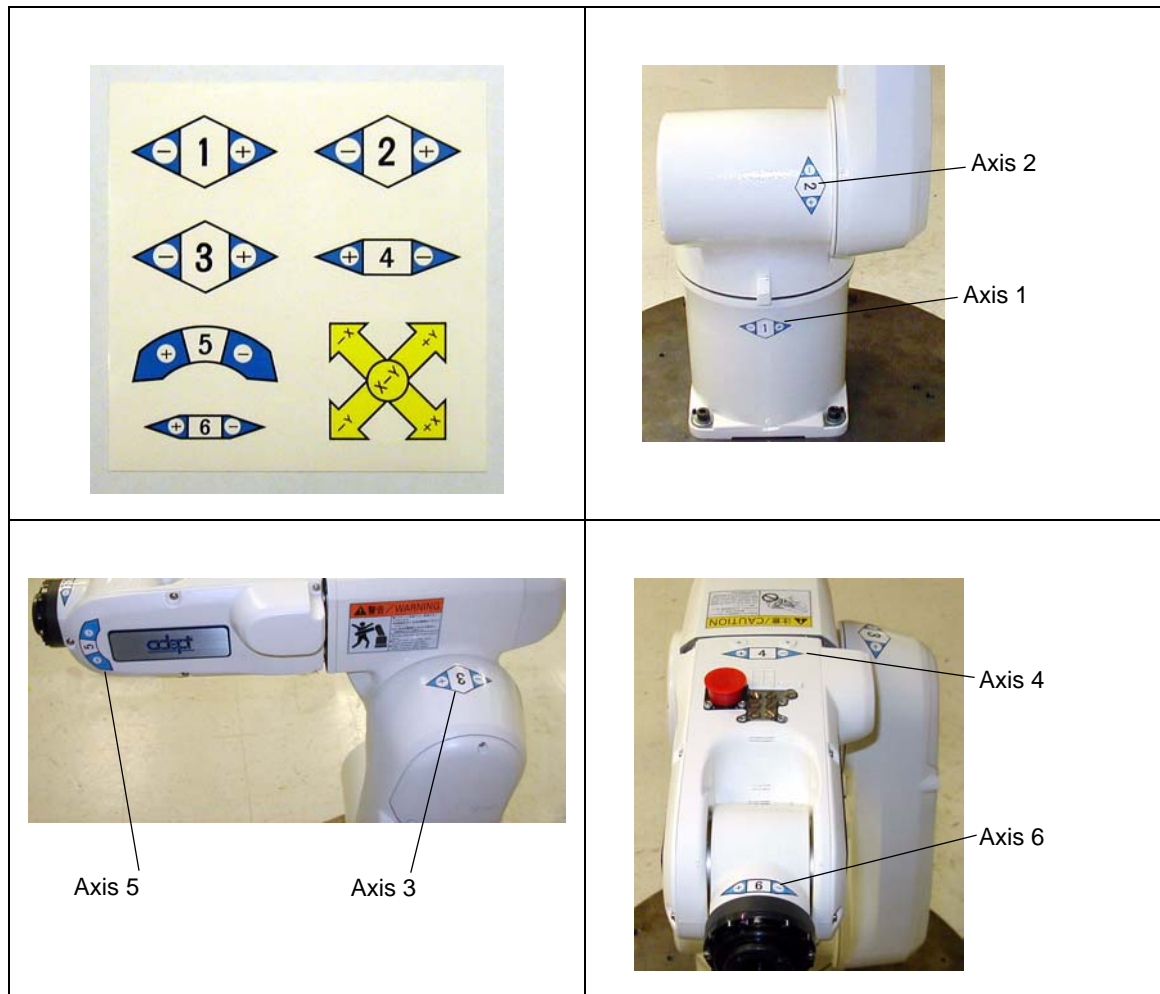 − 1 +
− 2 +
− 3 +
+ 4 −
+ 5 −
−X
+Y
X–Y
−Y
+X
+ 6 −
− 2 +
Axis 2
− 1 +
Axis 1
警告/WARNING
5
adept
3
Axis 5
Axis 3
注意/CAUTION
3
+ 4 −
Axis 4
+ 6 −
Axis 6